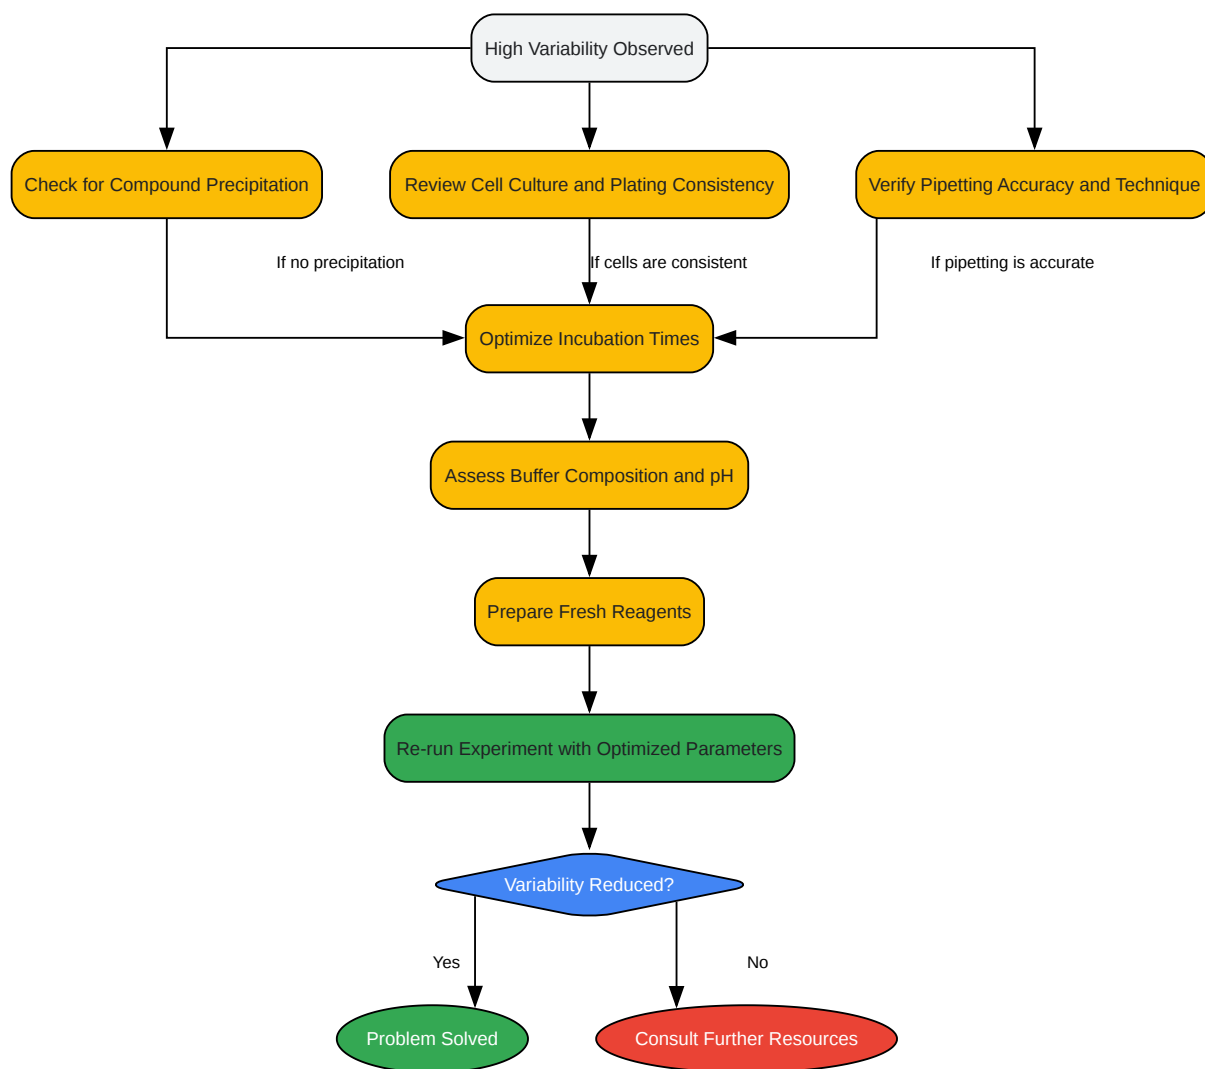 High Variability Observed
Check for Compound Precipitation
Review Cell Culture and Plating Consistency
Verify Pipetting Accuracy and Technique
If no precipitation
If cells are consistent
If pipetting is accurate
Optimize Incubation Times
Assess Buffer Composition and pH
Prepare Fresh Reagents
Re-run Experiment with Optimized Parameters
Variability Reduced?
Yes
No
Problem Solved
Consult Further Resources